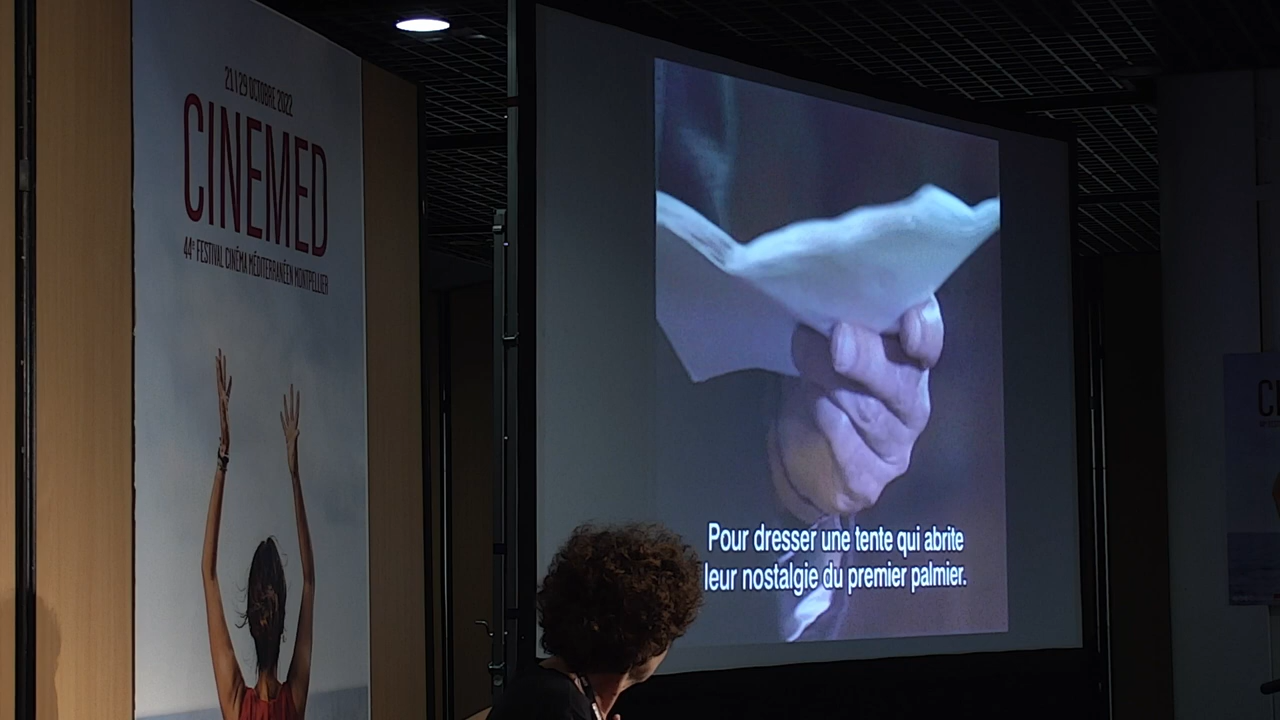 21 | 29 OCTOBRE 2022
CINEMED
44e FESTIVAL CINÉMA MÉDITERRANÉEN MONTPELLIER
Pour dresser une tente qui abrite
leur nostalgie du premier palmier.